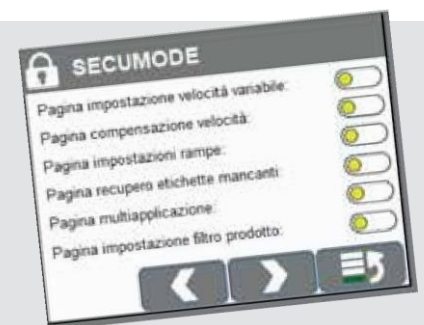 SECUMODE
Pagina impostazione velocità variabile:
Pagina compensazione velocità:
Pagina impostazioni rampe:
Pagina recupero etichette mancanti:
Pagina multiapplicazione:
Pagina impostazione filtro prodotto: